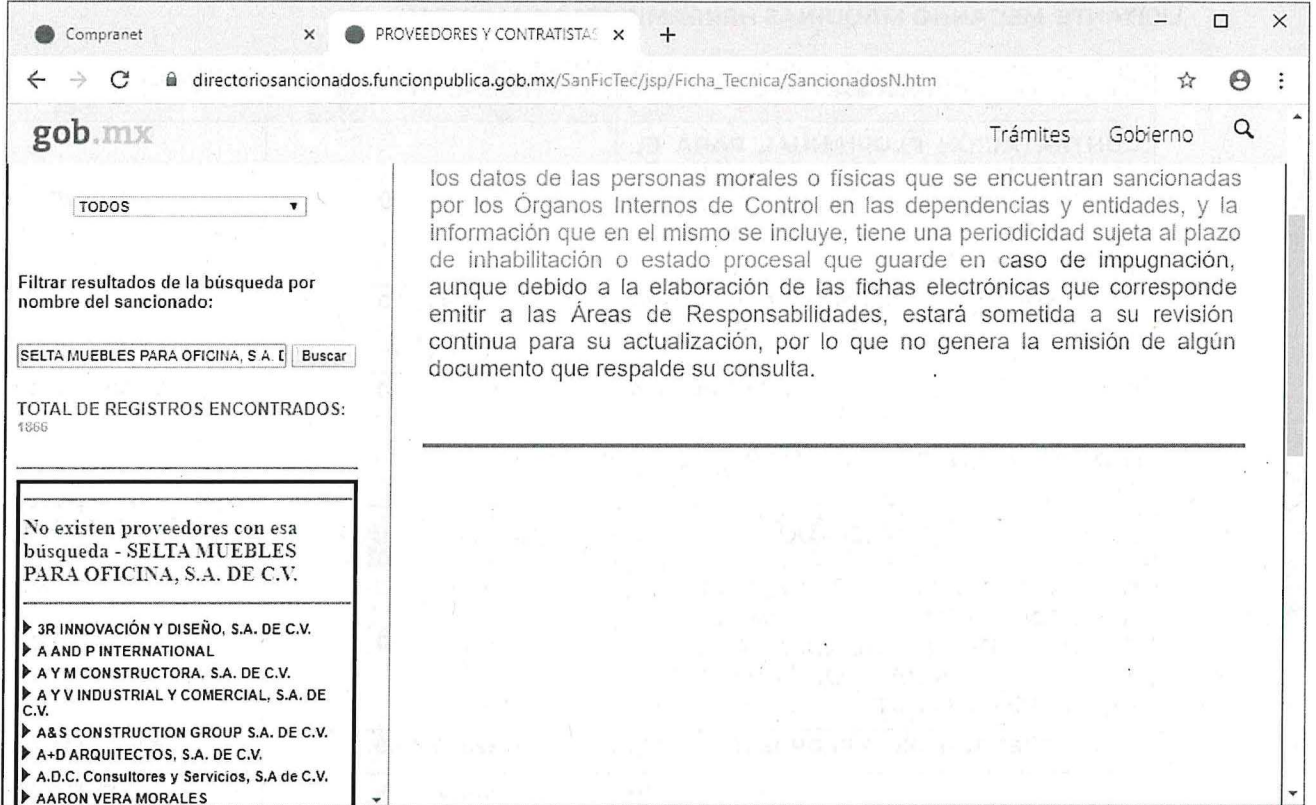 Compranet
PROVEEDORES Y CONTRATISTAS
directoriosancionados.funcionpublica.gob.mx/SanFicTec/jsp/Ficha_Tecnica/SancionadosN.htm
gob.mx
Trámites Gobierno
TODOS
Filtrar resultados de la búsqueda por
nombre del sancionado:
SELTA MUEBLES PARA OFICINA, S A. D
Buscar
TOTAL DE REGISTROS ENCONTRADOS:
1866
No existen proveedores con esa
búsqueda - SELTA MUEBLES
PARA OFICINA, S.A. DE C.V.
3R INNOVACIÓN Y DISEÑO, S.A. DE C.V.
A AND P INTERNATIONAL
A Y M CONSTRUCTORA. S.A. DE C.V.
A Y V INDUSTRIAL Y COMERCIAL, S.A. DE
C.V.
A&S CONSTRUCTION GROUP S.A. DE C.V.
A+D ARQUITECTOS, S.A. DE C.V.
A.D.C. Consultores y Servicios, S.A de C.V.
AARON VERA MORALES
los datos de las personas morales o físicas que se encuentran sancionadas
por los Órganos Internos de Control en las dependencias y entidades, y la
información que en el mismo se incluye, tiene una periodicidad sujeta al plazo
de inhabilitación o estado procesal que guarde en caso de impugnación,
aunque debido a la elaboración de las fichas electrónicas que corresponde
emitir a las Áreas de Responsabilidades, estará sometida a su revisión
continua para su actualización, por lo que no genera la emisión de algún
documento que respalde su consulta.